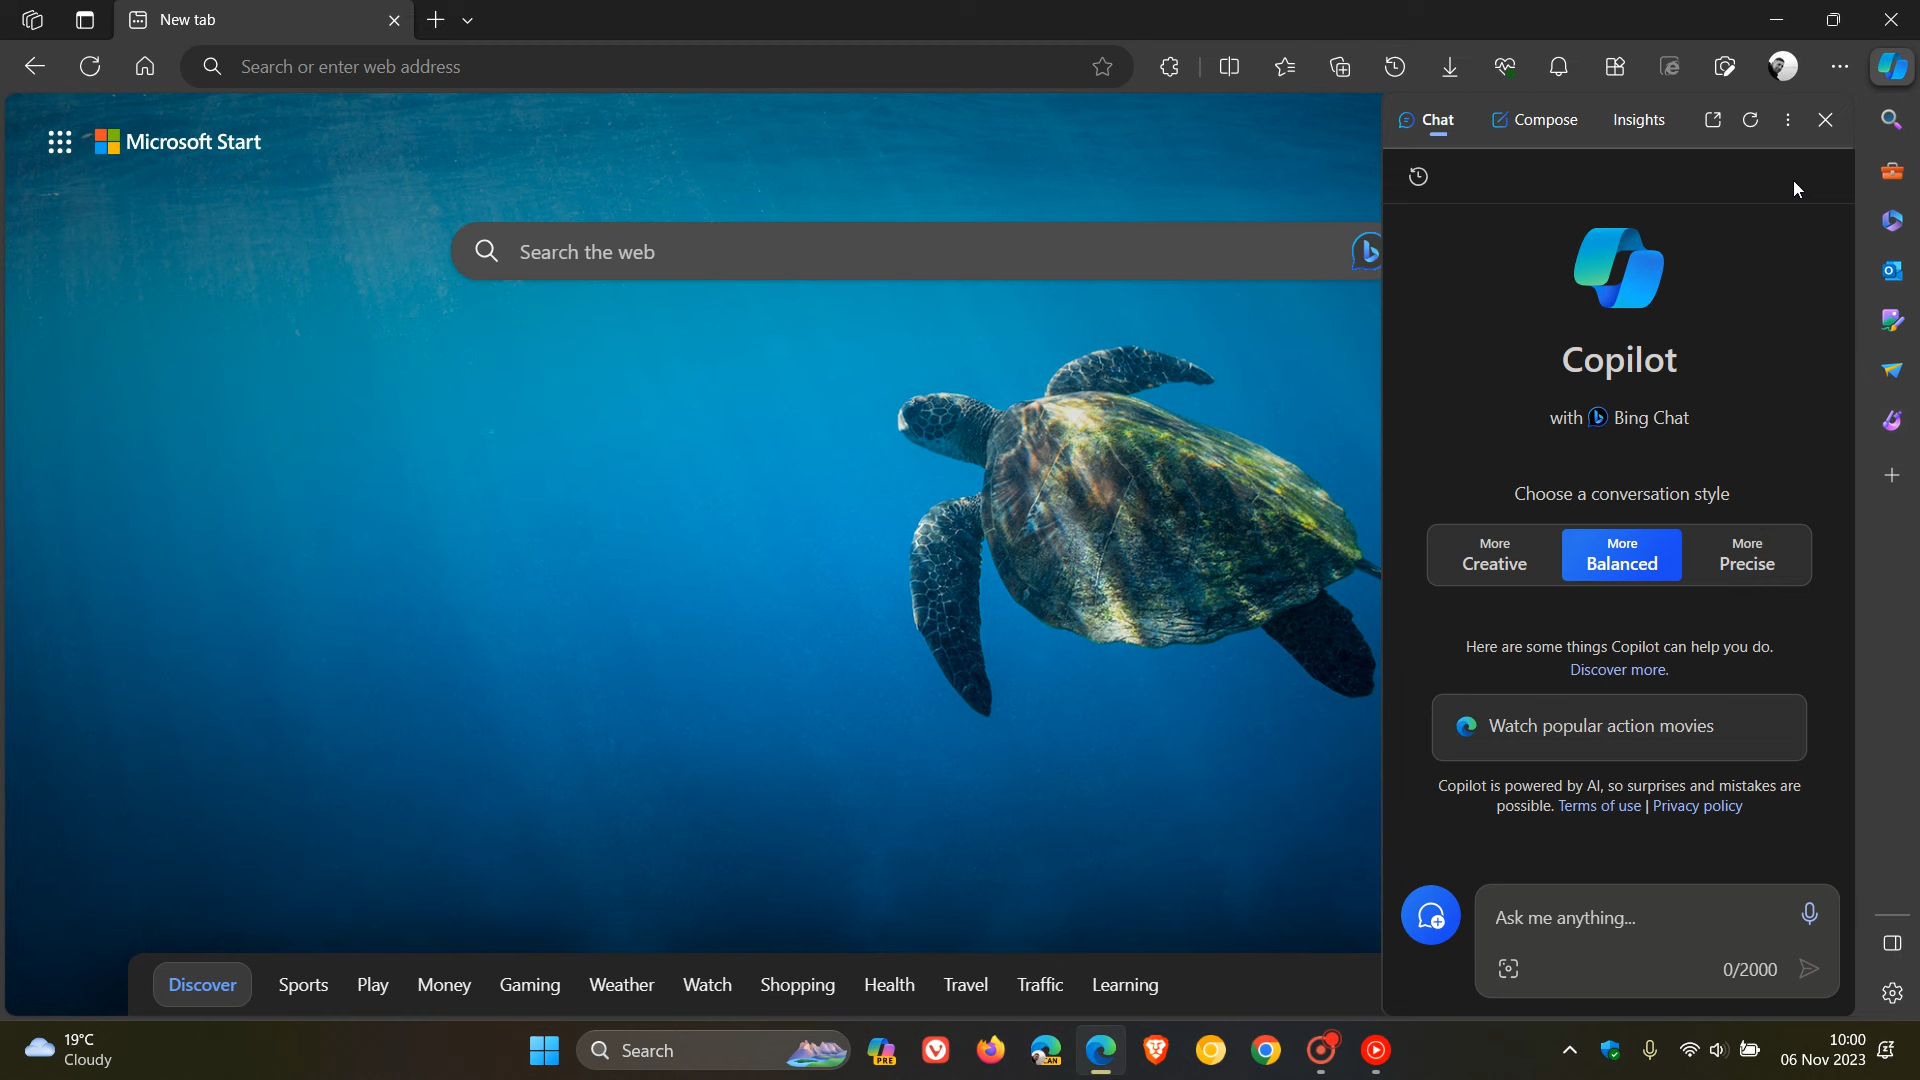 New tab
Search or enter web address
Microsoft Start
Chat
Compose
Insights
Search the web
Copilot
with Bing Chat
Choose a conversation style
More
Creative
More
Balanced
More
Precise
Here are some things Copilot can help you do.
Discover more.
Watch popular action movies
Copilot is powered by AI, so surprises and mistakes are
possible. Terms of use | Privacy policy
Ask me anything...
0/2000
Discover
Sports
Play
Money
Gaming
Weather
Watch
Shopping
Health
Travel
Traffic
Learning
19°C
Cloudy
Search
PRE
CAN
10:00
06 Nov 2023